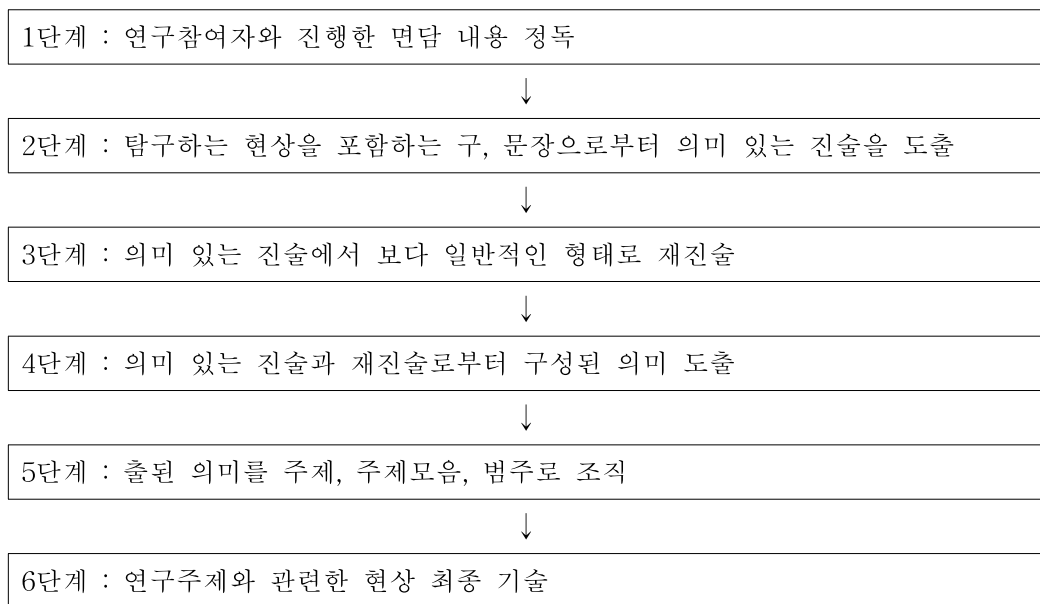 1단계 : 연구참여자와 진행한 면담 내용 정독
↓
2단계 : 탐구하는 현상을 포함하는 구, 문장으로부터 의미 있는 진술을 도출
↓
3단계 : 의미 있는 진술에서 보다 일반적인 형태로 재진술
↓
4단계 : 의미 있는 진술과 재진술로부터 구성된 의미 도출
↓
5단계 : 출된 의미를 주제, 주제모음, 범주로 조직
↓
6단계 : 연구주제와 관련한 현상 최종 기술